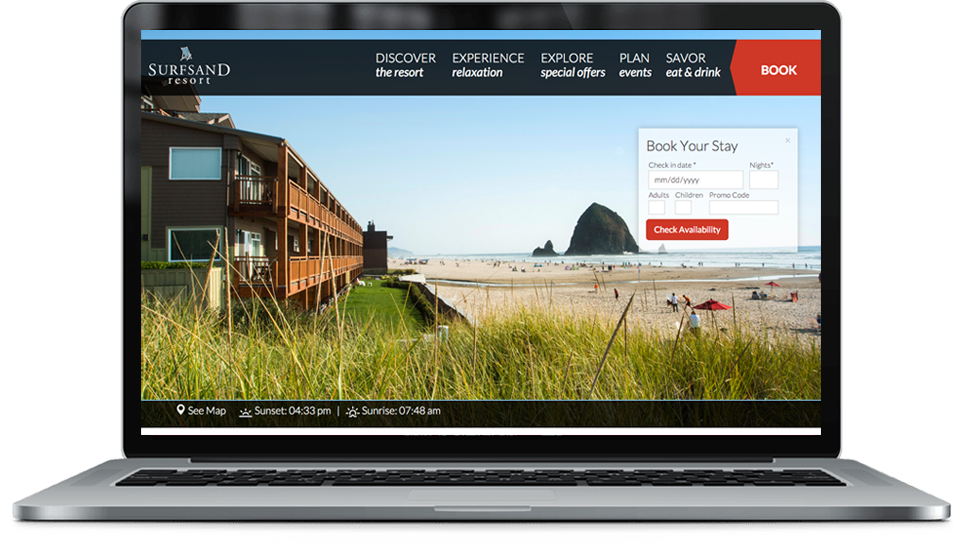 SURFSAND
resort
DISCOVER
the resort
EXPERIENCE
relaxation
EXPLORE
special offers
PLAN
events
SAVOR
eat & drink
BOOK
Book Your Stay
×
Check in date *
Nights*
mm/dd/yyyy
Adults
Children
Promo Code
Check Availability
See Map
Sunset: 04:33 pm | Sunrise: 07:48 am